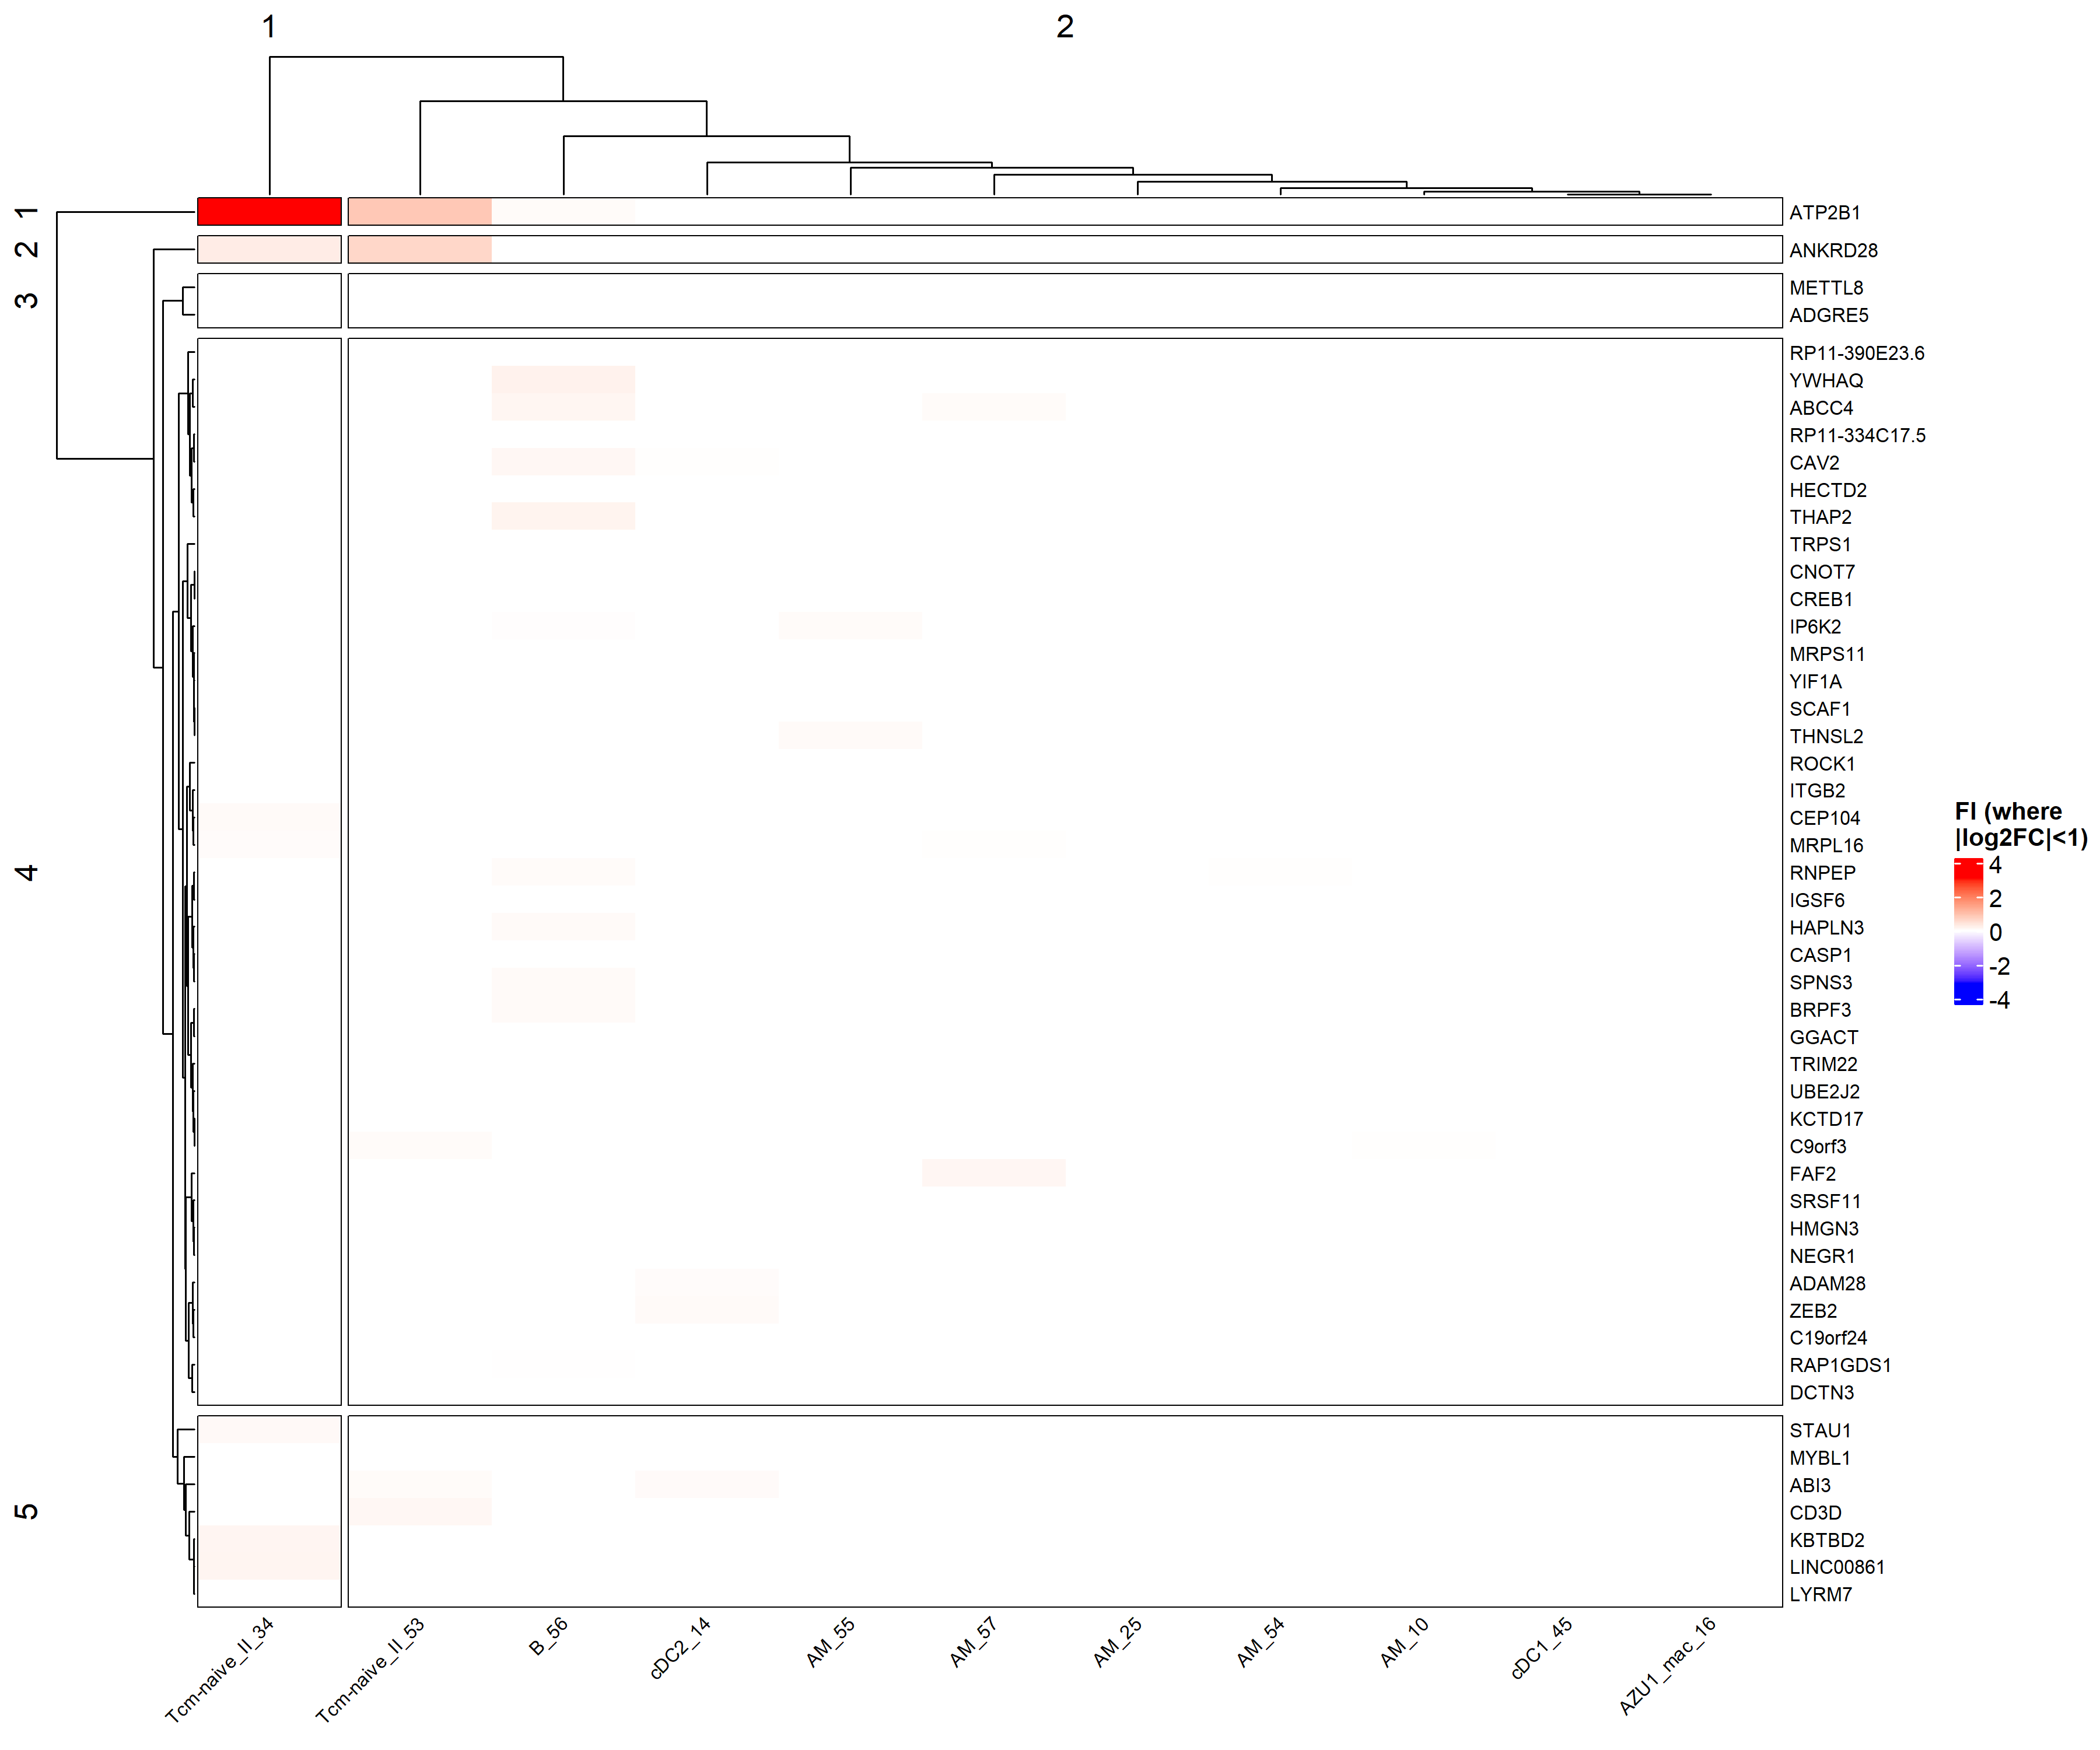 1
2
1
2
3
4
5
ATP2B1
ANKRD28
METTL8
ADGRE5
RP11-390E23.6
YWHAQ
ABCC4
RP11-334C17.5
CAV2
HECTD2
THAP2
TRPS1
CNOT7
CREB1
IP6K2
MRPS11
YIF1A
SCAF1
THNSL2
ROCK1
ITGB2
CEP104
MRPL16
RNPEP
IGSF6
HAPLN3
CASP1
SPNS3
BRPF3
GGACT
TRIM22
UBE2J2
KCTD17
C9orf3
FAF2
SRSF11
HMGN3
NEGR1
ADAM28
ZEB2
C19orf24
RAP1GDS1
DCTN3
STAU1
MYBL1
ABI3
CD3D
KBTBD2
LINC00861
LYRM7
FI (where
|log2FC|<1)
4
2
0
-2
-4
Tcm-naive_II_34
Tcm-naive_II_53
B_56
cDC2_14
AM_55
AM_57
AM_25
AM_54
AM_10
cDC1_45
AZU1_mac_16